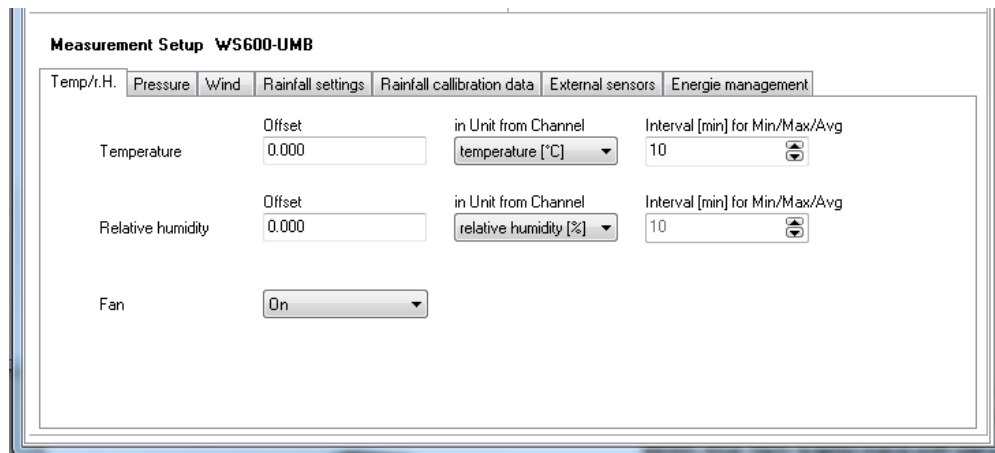 Measurement Setup WS600-UMB
Temp/r.H. Pressure Wind Rainfall settings Rainfall callibration data External sensors Energie management
Offset in Unit from Channel Interval [min] for Min/Max/Avg
Temperature 0.000 temperature [°C] 10
Offset in Unit from Channel Interval [min] for Min/Max/Avg
Relative humidity 0.000 relative humidity [%] 10
Fan On